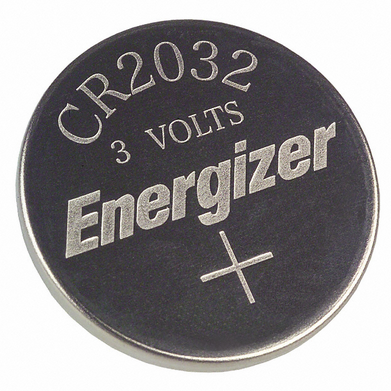 CR2032
3 VOLTS
Energizer
+